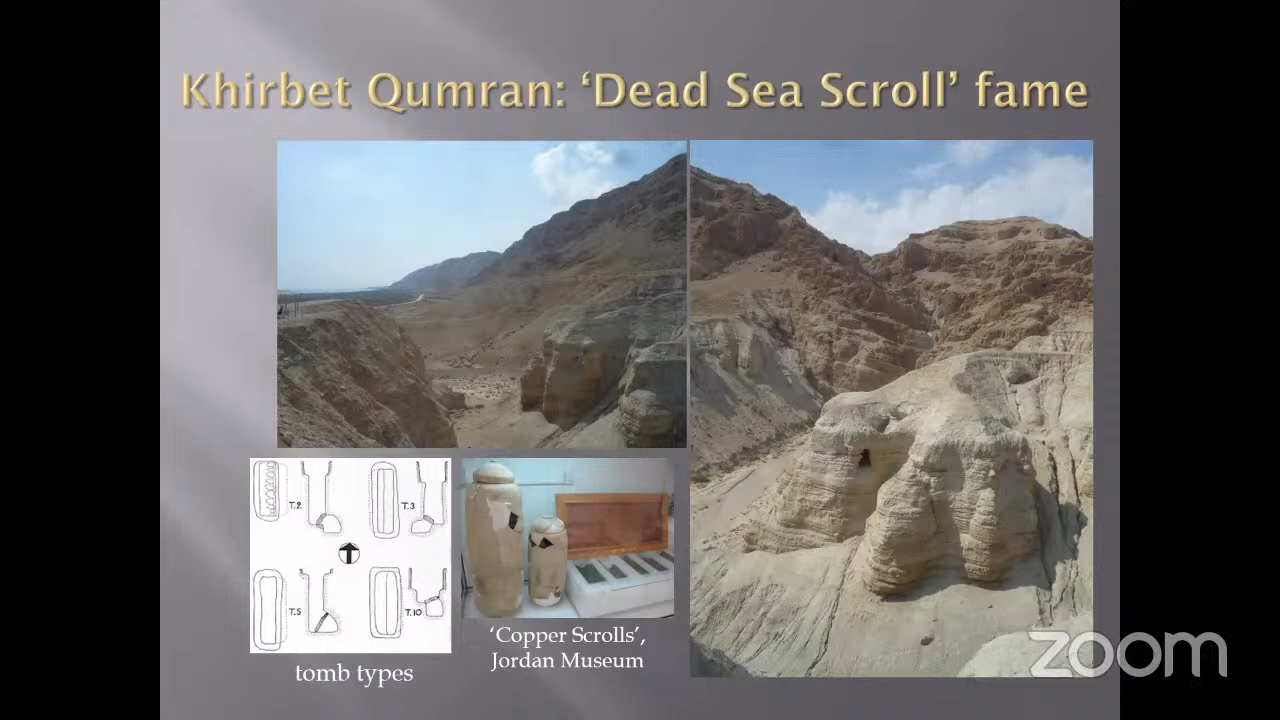 Khirbet Qumran: ‘Dead Sea Scroll’ fame
T.2
T.3
T.5
T.10
tomb types
‘Copper Scrolls’,
Jordan Museum
zoom